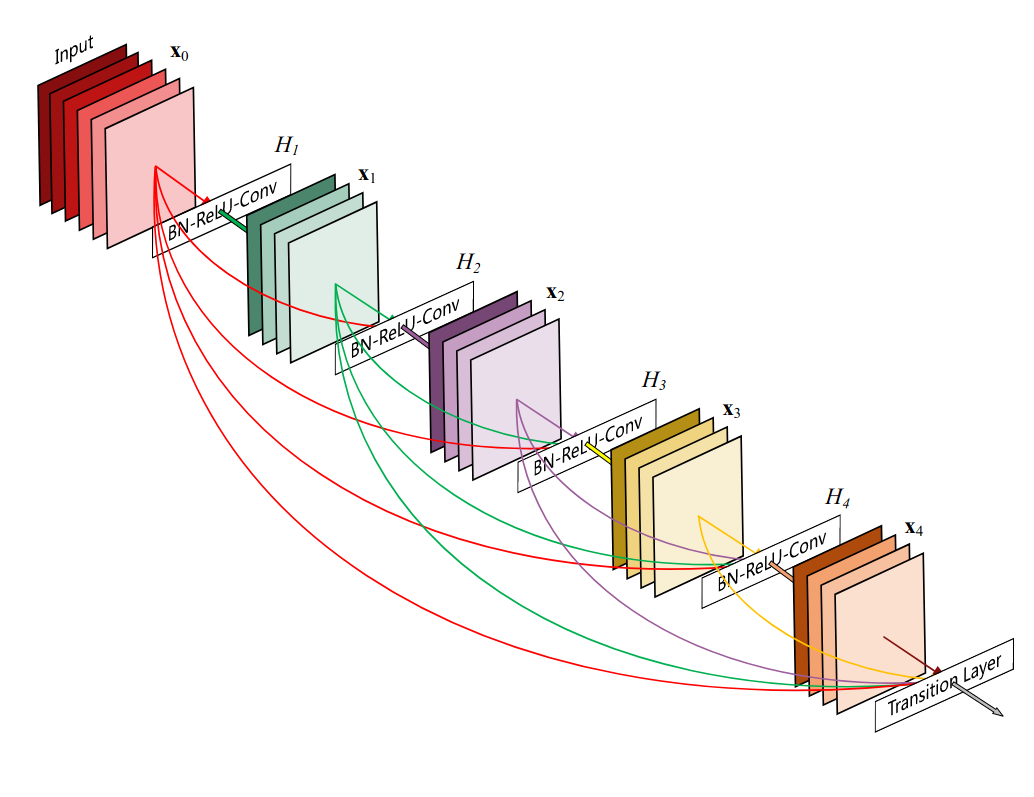 Input
x₀
H₁
BN-ReLU-Conv
x₁
H₂
BN-ReLU-Conv
x₂
H₃
BN-ReLU-Conv
x₃
H₄
BN-ReLU-Conv
x₄
Transition Layer